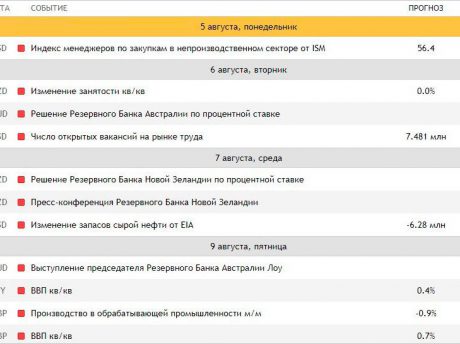 ТА СОБЫТИЕ ПРОГНОЗ
5 августа, понедельник
SD Индекс менеджеров по закупкам в непроизводственном секторе от ISM 56.4
6 августа, вторник
ZD Изменение занятости кв/кв 0.0%
UD Решение Резервного Банка Австралии по процентной ставке
SD Число открытых вакансий на рынке труда 7.481 млн
7 августа, среда
ZD Решение Резервного Банка Новой Зеландии по процентной ставке
ZD Пресс-конференция Резервного Банка Новой Зеландии
SD Изменение запасов сырой нефти от EIA -6.28 млн
9 августа, пятница
UD Выступление председателя Резервного Банка Австралии Лоу
PY ВВП кв/кв 0.4%
BP Производство в обрабатывающей промышленности м/м -0.9%
BP ВВП кв/кв 0.7%